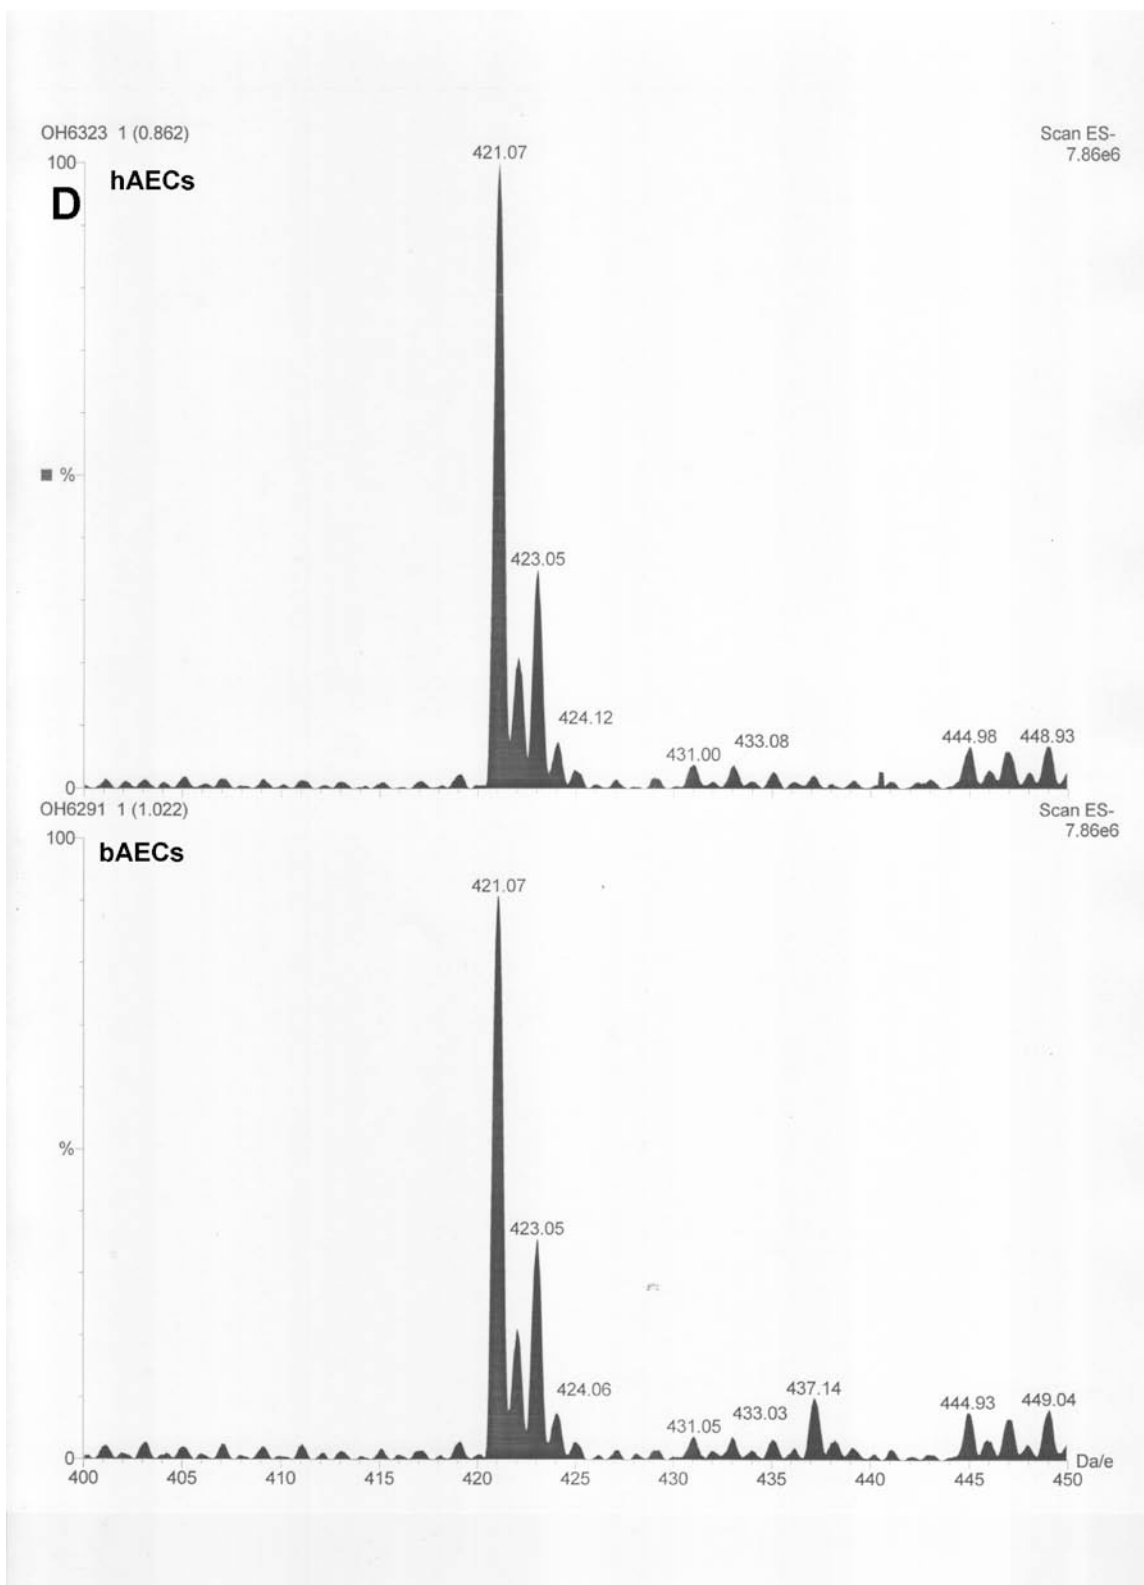 OH6323 1 (0.862)
Scan ES-
7.86e6
100
D
hAECs
421.07
%
423.05
424.12
431.00
433.08
444.98
448.93
0
OH6291 1 (1.022)
Scan ES-
7.86e6
100
bAECs
421.07
%
423.05
424.06
431.05
433.03
437.14
444.93
449.04
0
Da/e
400 405 410 415 420 425 430 435 440 445 450